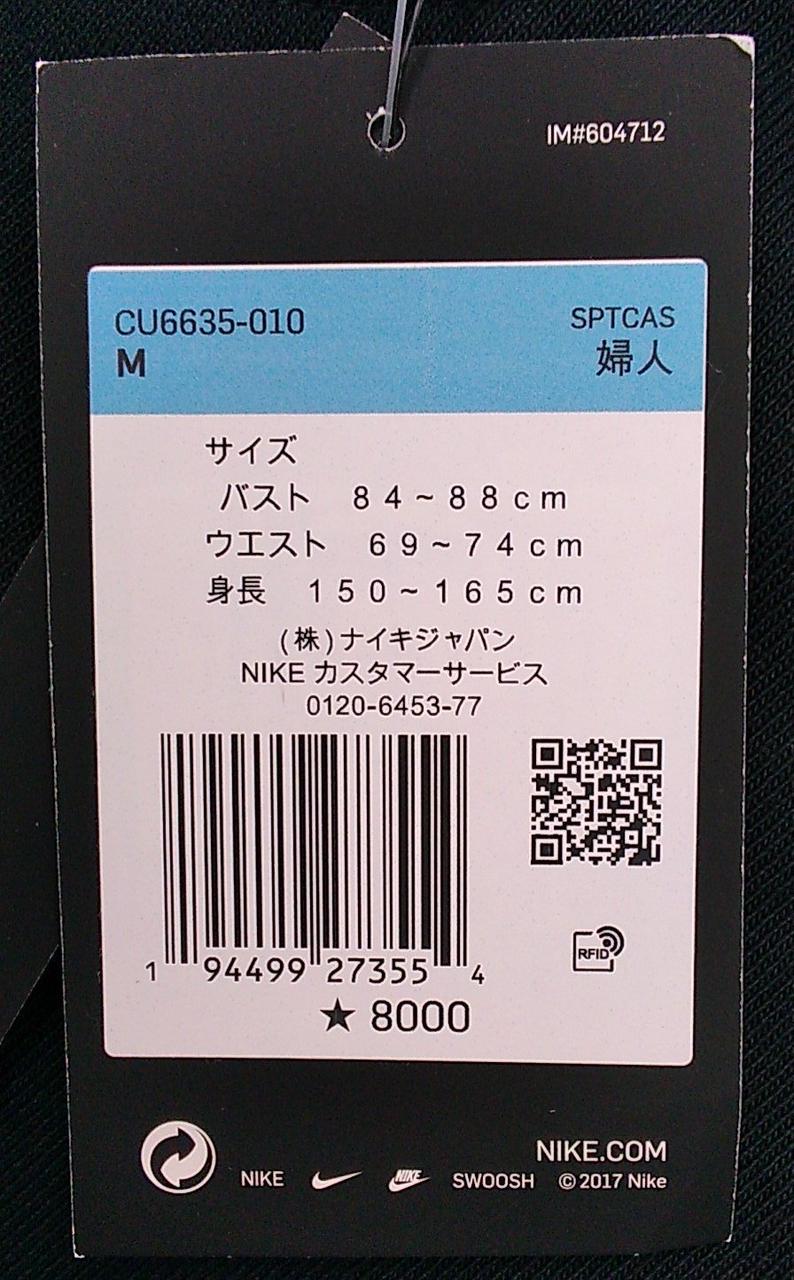 IM#604712
CU6635-010
SPTCAS
M
婦人
サイズ
バスト 84~88cm
ウエスト 69~74cm
身長 150~165cm
(株)ナイキジャパン
NIKE カスタマーサービス
0120-6453-77
RFID
1 94499 27355 4
★ 8000
NIKE.COM
NIKE NIKE SWOOSH © 2017 Nike